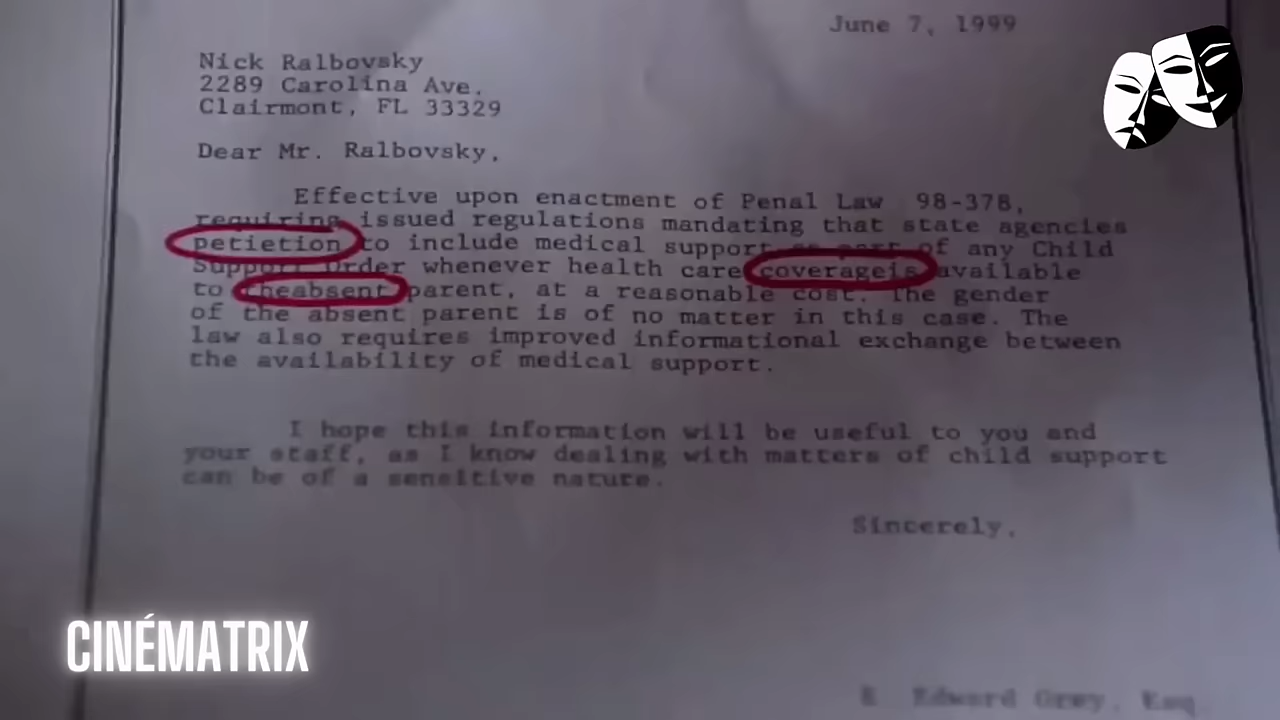 June 7, 1999
Nick Ralbovsky
2289 Carolina Ave.
Clairmont, FL 33329
Dear Mr. Ralbovsky,
Effective upon enactment of Penal Law 98-378,
requiring issued regulations mandating that state agencies
petietion to include medical support as part of any Child
Support Order whenever health care coverageis available
to theabsent parent, at a reasonable cost. The gender
of the absent parent is of no matter in this case. The
law also requires improved informational exchange between
the availability of medical support.
I hope this information will be useful to you and
your staff, as I know dealing with matters of child support
can be of a sensitive nature.
Sincerely,
E. Edward Grey, Esq
CINÉMATRIX